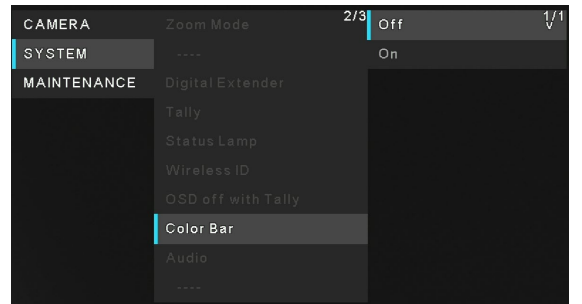 CAMERA
SYSTEM
MAINTENANCE
2/3
Zoom Mode
----
Digital Extender
Tally
Status Lamp
Wireless ID
OSD off with Tally
Color Bar
Audio
----
1/1
Off
On